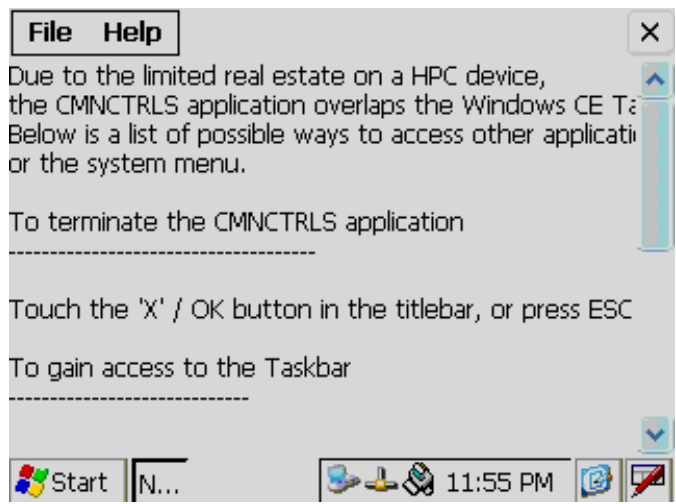 File Help
Due to the limited real estate on a HPC device,
the CMNCTRLS application overlaps the Windows CE Ta
Below is a list of possible ways to access other applicati
or the system menu.
To terminate the CMNCTRLS application
-------------------------------------
Touch the 'X' / OK button in the titlebar, or press ESC
To gain access to the Taskbar
-----------------------------
Start N... 11:55 PM